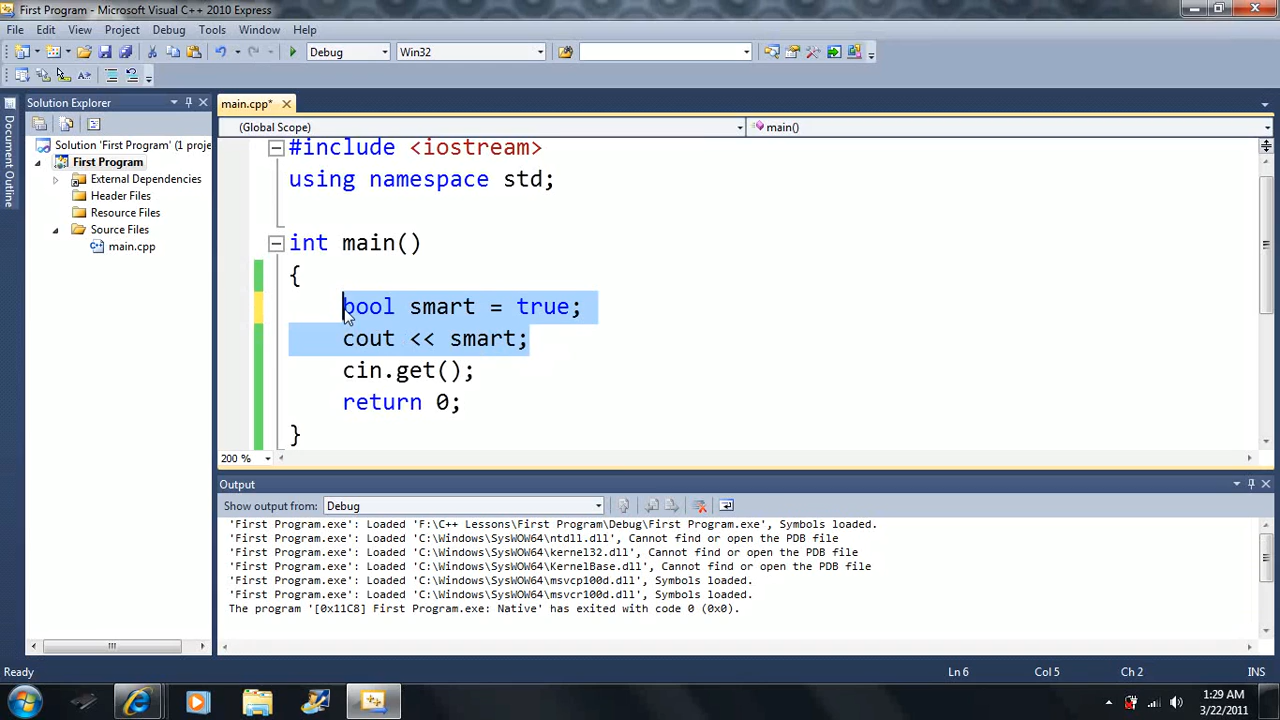 First Program - Microsoft Visual C++ 2010 Express
File Edit View Project Debug Tools Window Help
Debug Win32
Solution Explorer
main.cpp*
(Global Scope) main()
Document Outline
Solution 'First Program' (1 proje
First Program
External Dependencies
Header Files
Resource Files
Source Files
main.cpp
#include <iostream>
using namespace std;
int main()
{
bool smart = true;
cout << smart;
cin.get();
return 0;
}
200 %
Output
Show output from: Debug
'First Program.exe': Loaded 'F:\C++ Lessons\First Program\Debug\First Program.exe', Symbols loaded.
'First Program.exe': Loaded 'C:\Windows\SysWOW64\ntdll.dll', Cannot find or open the PDB file
'First Program.exe': Loaded 'C:\Windows\SysWOW64\kernel32.dll', Cannot find or open the PDB file
'First Program.exe': Loaded 'C:\Windows\SysWOW64\KernelBase.dll', Cannot find or open the PDB file
'First Program.exe': Loaded 'C:\Windows\SysWOW64\msvcp100d.dll', Symbols loaded.
'First Program.exe': Loaded 'C:\Windows\SysWOW64\msvcr100d.dll', Symbols loaded.
The program '[0x11C8] First Program.exe: Native' has exited with code 0 (0x0).
Ready Ln 6 Col 5 Ch 2 INS
1:29 AM
3/22/2011